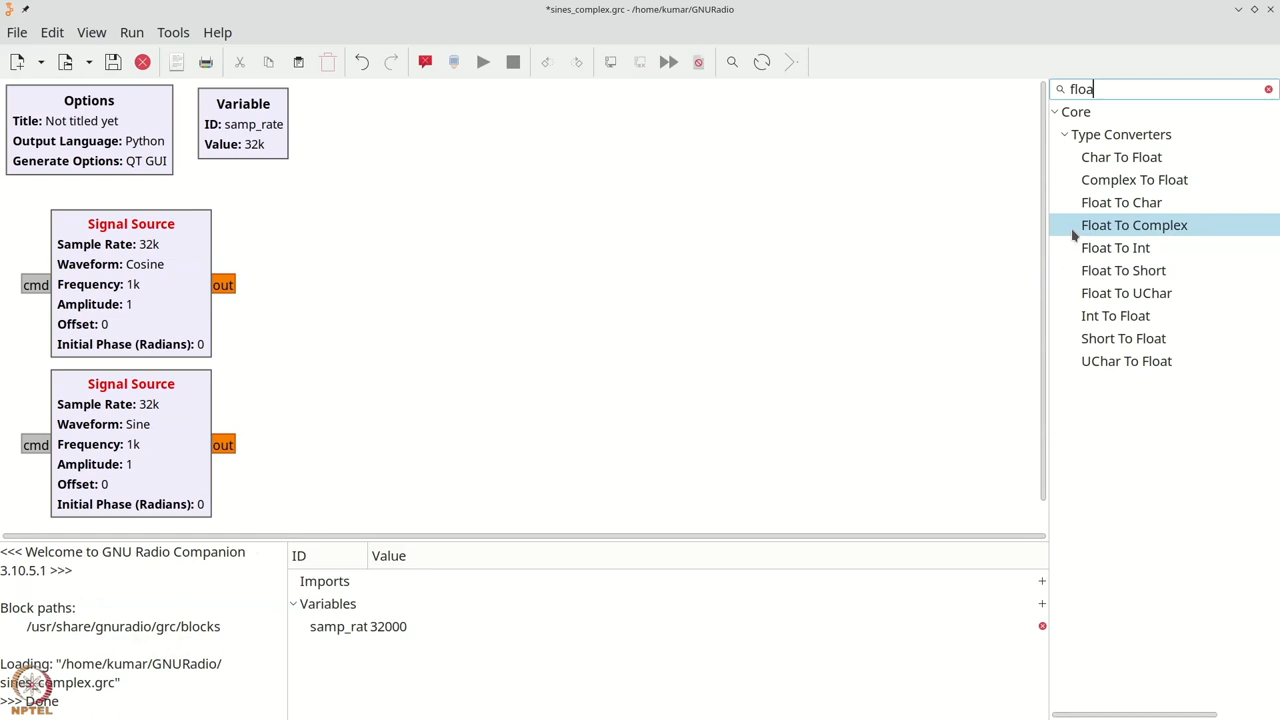 *sines_complex.grc - /home/kumar/GNURadio
File Edit View Run Tools Help
floa
Options
Title: Not titled yet
Output Language: Python
Generate Options: QT GUI
Variable
ID: samp_rate
Value: 32k
Signal Source
Sample Rate: 32k
Waveform: Cosine
Frequency: 1k
Amplitude: 1
Offset: 0
Initial Phase (Radians): 0
cmd
out
Signal Source
Sample Rate: 32k
Waveform: Sine
Frequency: 1k
Amplitude: 1
Offset: 0
Initial Phase (Radians): 0
cmd
out
Core
Type Converters
Char To Float
Complex To Float
Float To Char
Float To Complex
Float To Int
Float To Short
Float To UChar
Int To Float
Short To Float
UChar To Float
<<< Welcome to GNU Radio Companion
3.10.5.1 >>>
Block paths:
/usr/share/gnuradio/grc/blocks
Loading: "/home/kumar/GNURadio/
sines_complex.grc"
>>> Done
NPTEL
ID Value
Imports +
Variables +
samp_rat 32000